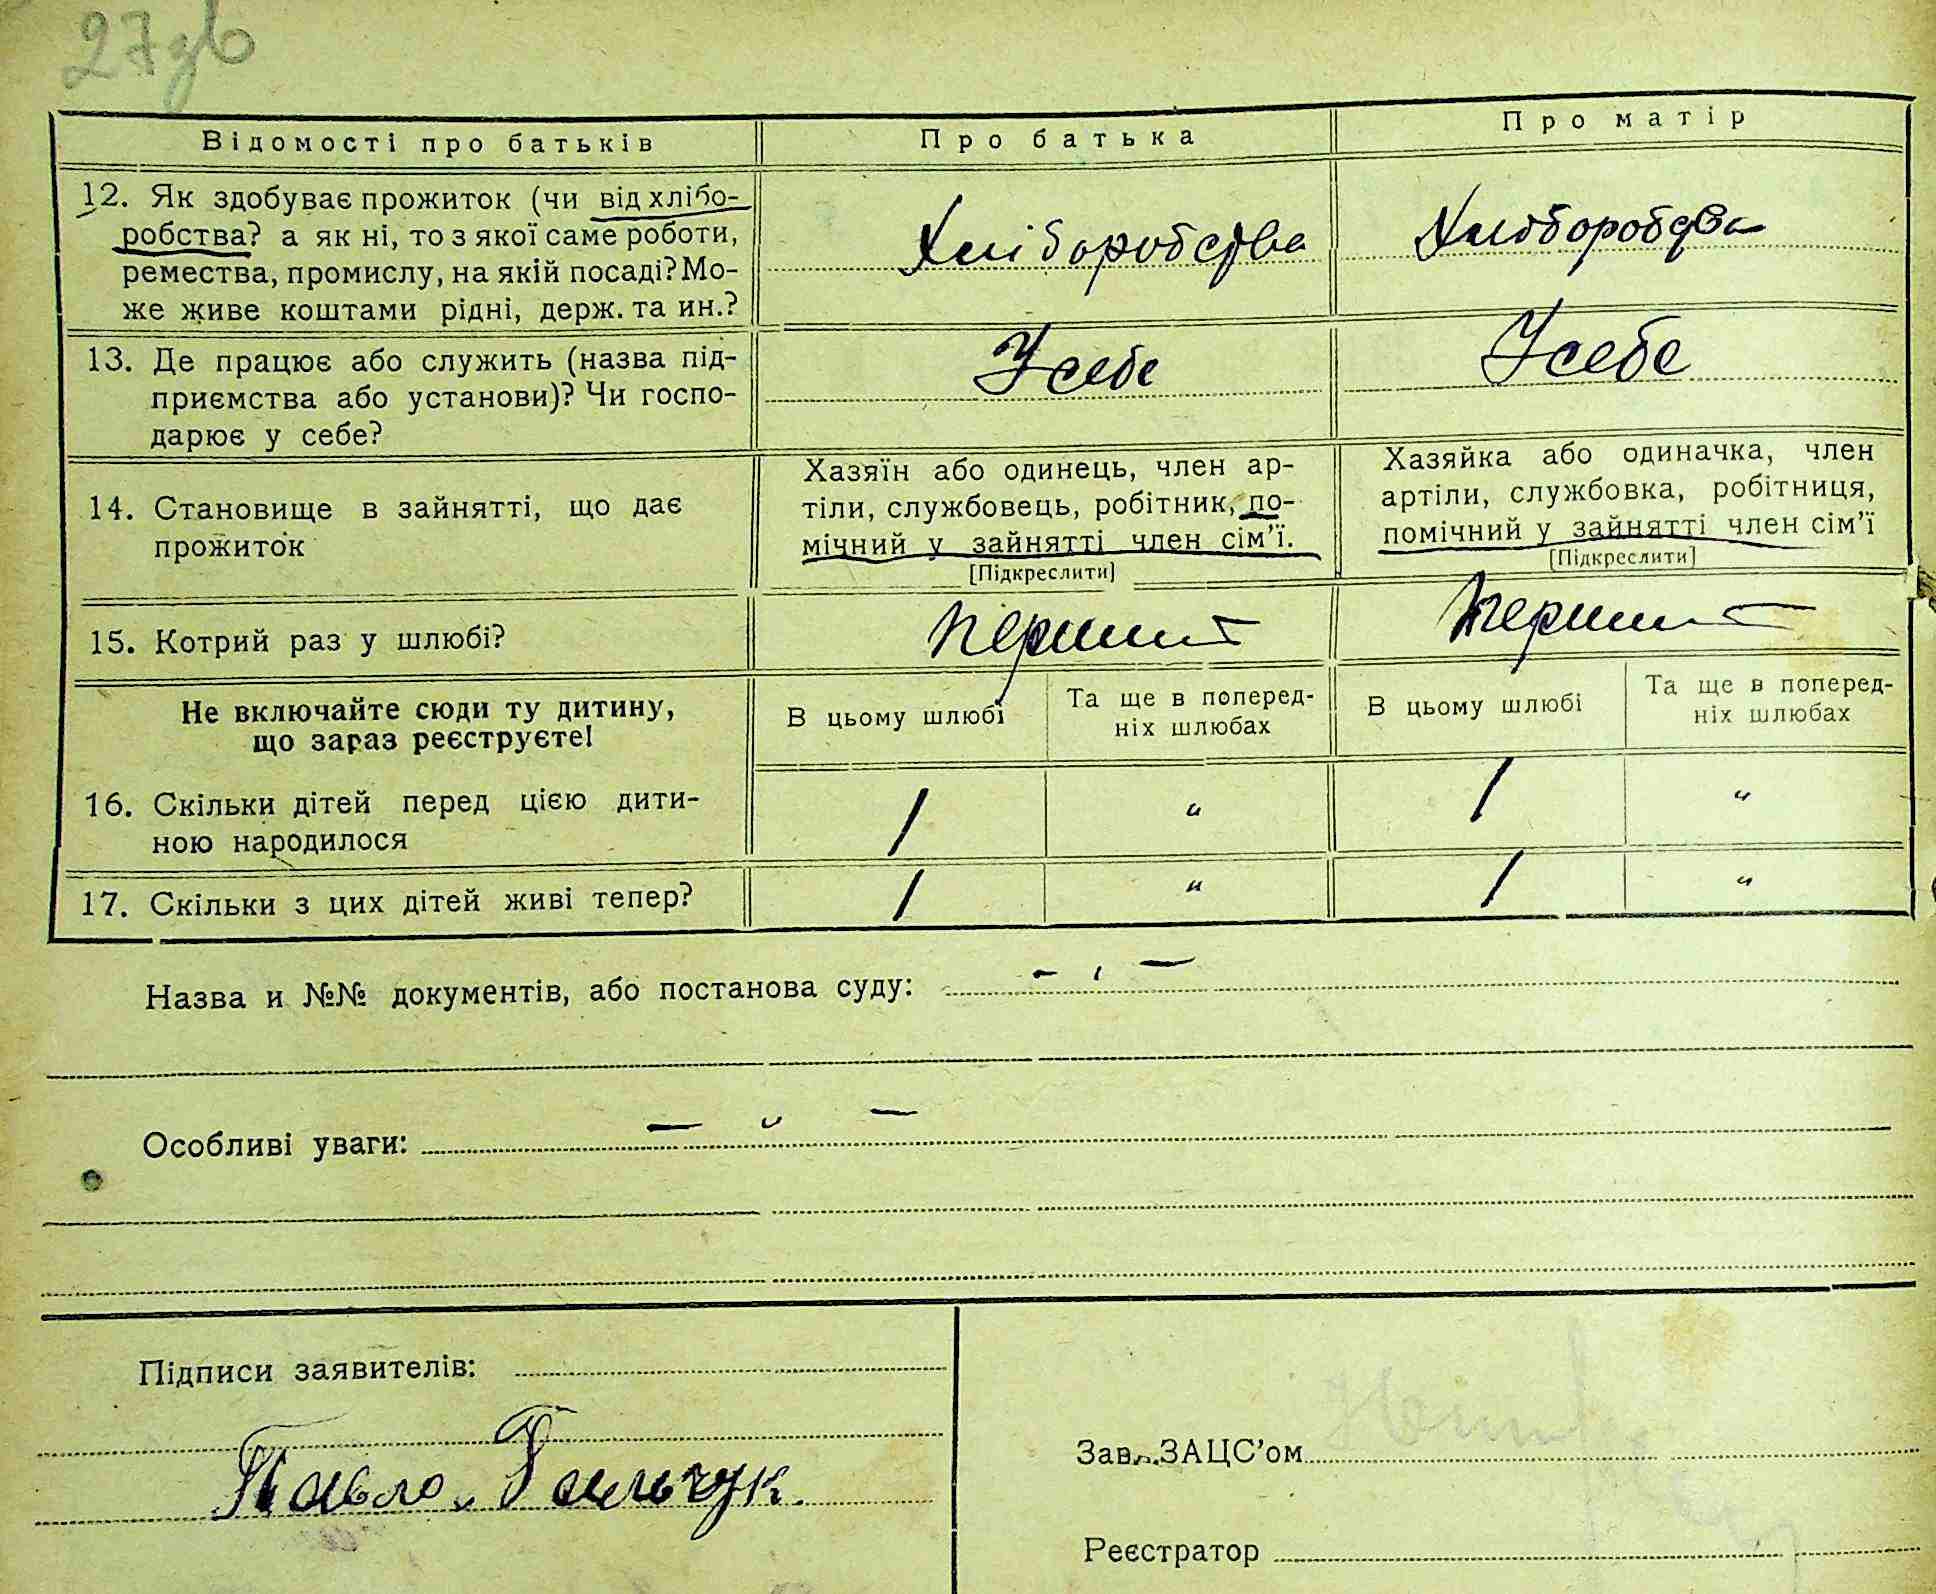 27зв
Відомості про батьків
Про батька
Про матір
12. Як здобуває прожиток (чи від хлібо-
робства? а як ні, то з якої саме роботи,
ремества, промислу, на якій посаді? Мо-
же живе коштами рідні, держ. та ин.?
Хліборобства
Хліборобства
13. Де працює або служить (назва під-
приємства або установи)? Чи госпо-
дарює у себе?
У себе
У себе
14. Становище в зайнятті, що дає
прожиток
Хазяїн або одинець, член ар-
тіли, службовець, робітник, по-
мічний у зайнятті член сім'ї.
[Підкреслити]
Хазяйка або одиначка, член
артіли, службовка, робітниця,
помічний у зайнятті член сім'ї
[Підкреслити]
15. Котрий раз у шлюбі?
Перший
Перший
Не включайте сюди ту дитину,
що зараз реєструєте!
В цьому шлюбі
Та ще в поперед-
ніх шлюбах
В цьому шлюбі
Та ще в поперед-
ніх шлюбах
16. Скільки дітей перед цією дити-
ною народилося
1 " 1 "
17. Скільки з цих дітей живі тепер?
1 " 1 "
Назва и №№ документів, або постанова суду: - ' -
Особливі уваги: - " -
Підписи заявителів:
Павло Гальчук
Зав. ЗАЦС'ом
Реєстратор